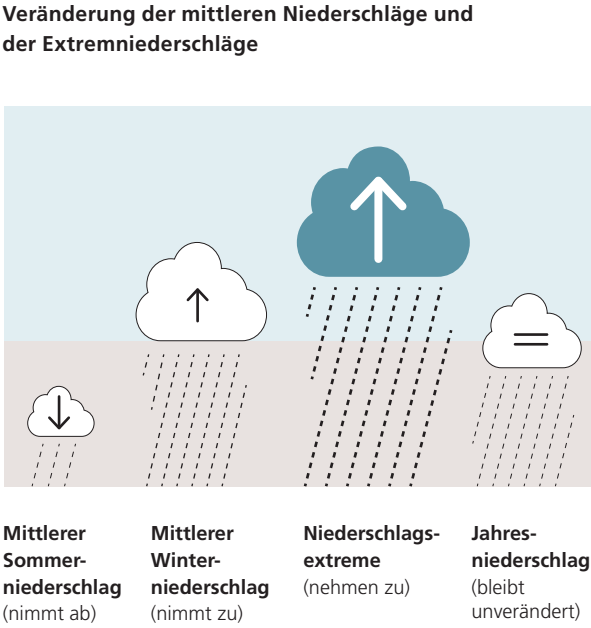 Veränderung der mittleren Niederschläge und
der Extremniederschläge
Mittlerer
Sommer-
niederschlag
(nimmt ab)
Mittlerer
Winter-
niederschlag
(nimmt zu)
Niederschlags-
extreme
(nehmen zu)
Jahres-
niederschlag
(bleibt
unverändert)